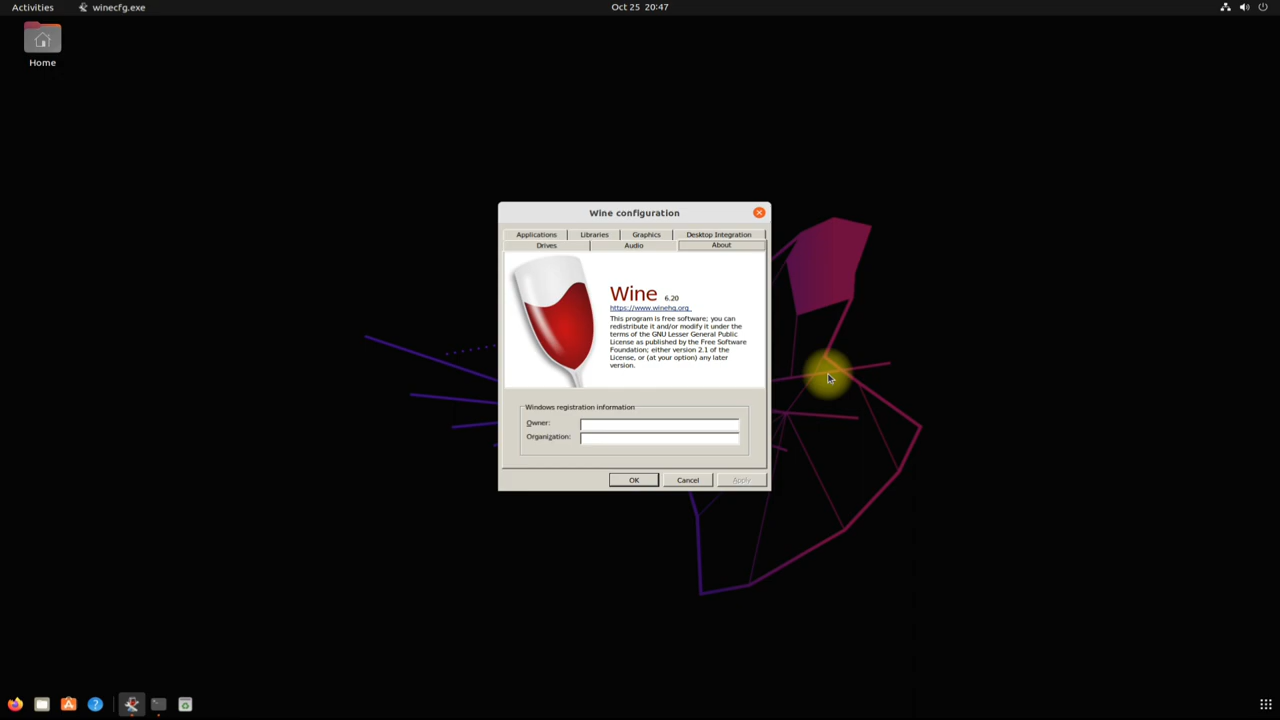 Activities
winecfg.exe
Oct 25 20:47
Home
Wine configuration
Applications
Libraries
Graphics
Desktop Integration
Drives
Audio
About
Wine 6.20
https://www.winehq.org
This program is free software; you can
redistribute it and/or modify it under the
terms of the GNU Lesser General Public
License as published by the Free Software
Foundation; either version 2.1 of the
License, or (at your option) any later
version.
Windows registration information
Owner:
Organization:
OK
Cancel
Apply